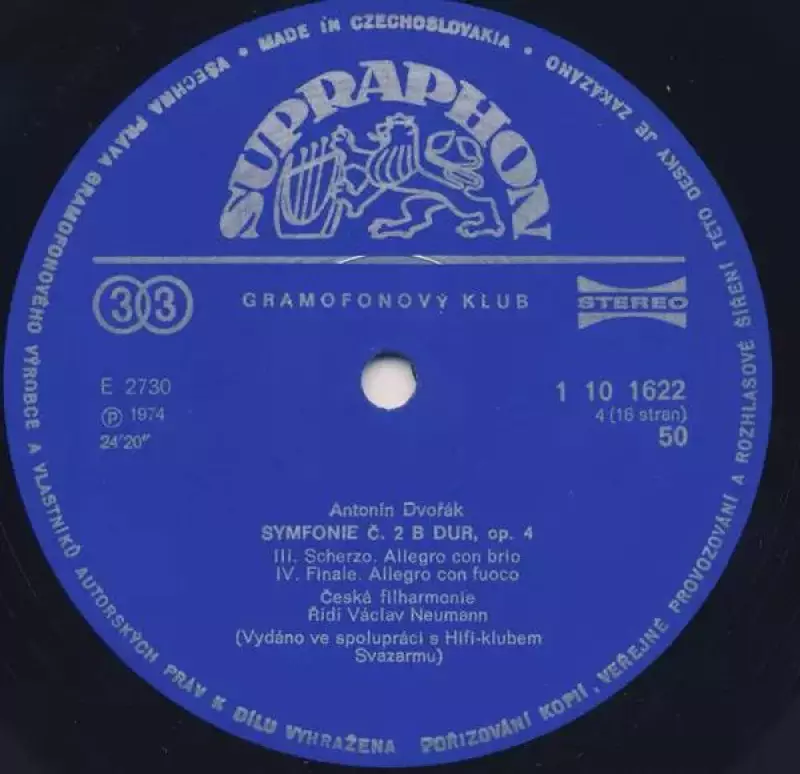 VŠECHNA PRÁVA GRAMOFONOVÉHO VÝROBCE A VLASTNÍKŮ AUTORSKÝCH PRÁV K DÍLU VYHRAŽENA
POŘIZOVÁNÍ KOPIÍ, VEŘEJNÉ PROVOZOVÁNÍ A ROZHLASOVÉ ŠÍŘENÍ TÉTO DESKY JE ZAKÁZÁNO
• MADE IN CZECHOSLOVAKIA •
SUPRAPHON
33
GRAMOFONOVÝ KLUB
STEREO
E 2730
Ⓟ 1974
24'20"
1 10 1622
4 (16 stran)
50
Antonín Dvořák
SYMFONIE Č. 2 B DUR, op. 4
III. Scherzo. Allegro con brio
IV. Finale. Allegro con fuoco
Česká filharmonie
Řídí Václav Neumann
(Vydáno ve spolupráci s Hifi-klubem
Svazarmu)